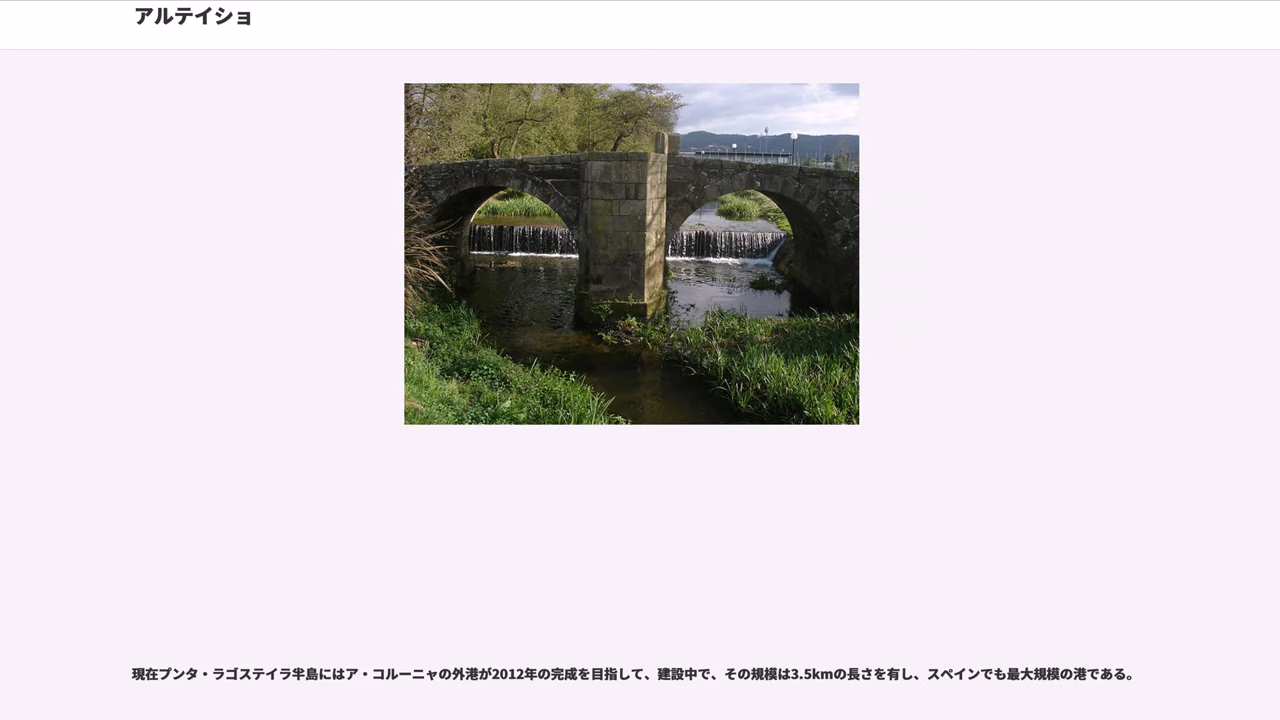 アルテイショ
現在プンタ・ラゴステイラ半島にはア・コルーニャの外港が2012年の完成を目指して、建設中で、その規模は3.5kmの長さを有し、スペインでも最大規模の港である。